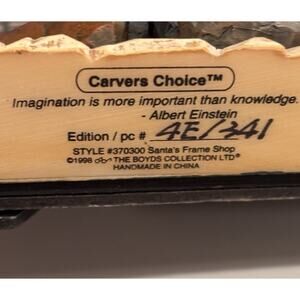 Carvers Choice™
Imagination is more important than knowledge.
- Albert Einstein
Edition / pc # 4E/341
STYLE #370300 Santa's Frame Shop
©1998 THE BOYDS COLLECTION LTD®
HANDMADE IN CHINA